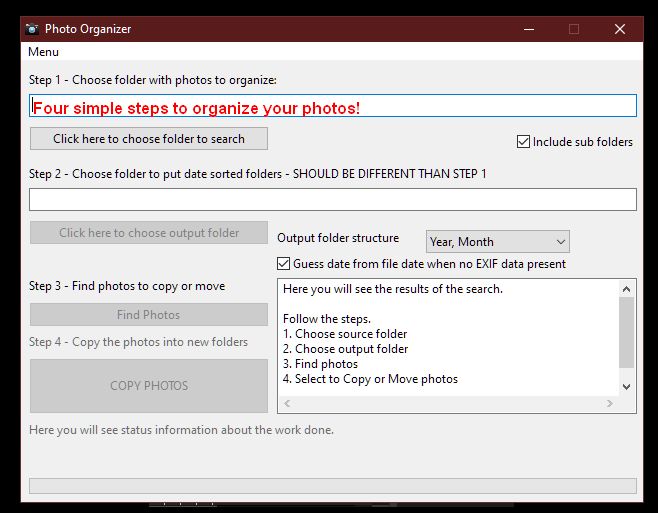 Photo Organizer
Menu
Step 1 - Choose folder with photos to organize:
Four simple steps to organize your photos!
Click here to choose folder to search
Include sub folders
Step 2 - Choose folder to put date sorted folders - SHOULD BE DIFFERENT THAN STEP 1
Click here to choose output folder
Output folder structure
Year, Month
Guess date from file date when no EXIF data present
Step 3 - Find photos to copy or move
Find Photos
Step 4 - Copy the photos into new folders
COPY PHOTOS
Here you will see the results of the search.
Follow the steps.
1. Choose source folder
2. Choose output folder
3. Find photos
4. Select to Copy or Move photos
Here you will see status information about the work done.